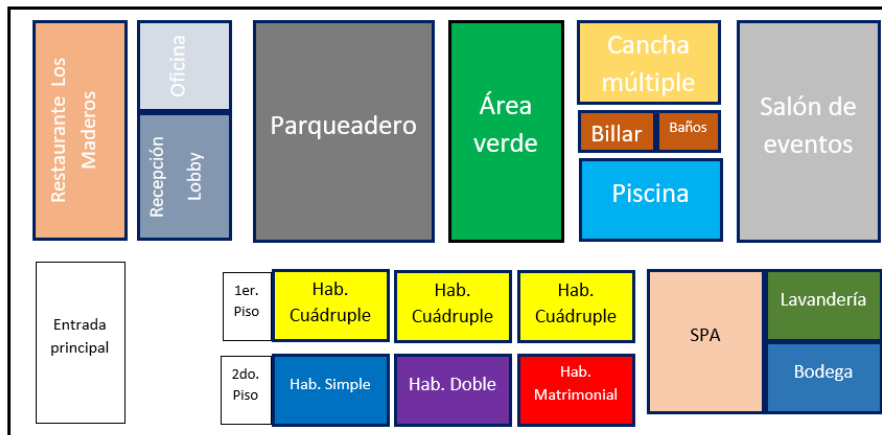 Restaurante Los
Maderos
Oficina
Recepción
Lobby
Parqueadero
Área
verde
Cancha
múltiple
Billar
Baños
Piscina
Salón de
eventos
Entrada
principal
1er.
Piso
Hab.
Cuádruple
Hab.
Cuádruple
Hab.
Cuádruple
2do.
Piso
Hab. Simple
Hab. Doble
Hab.
Matrimonial
SPA
Lavandería
Bodega